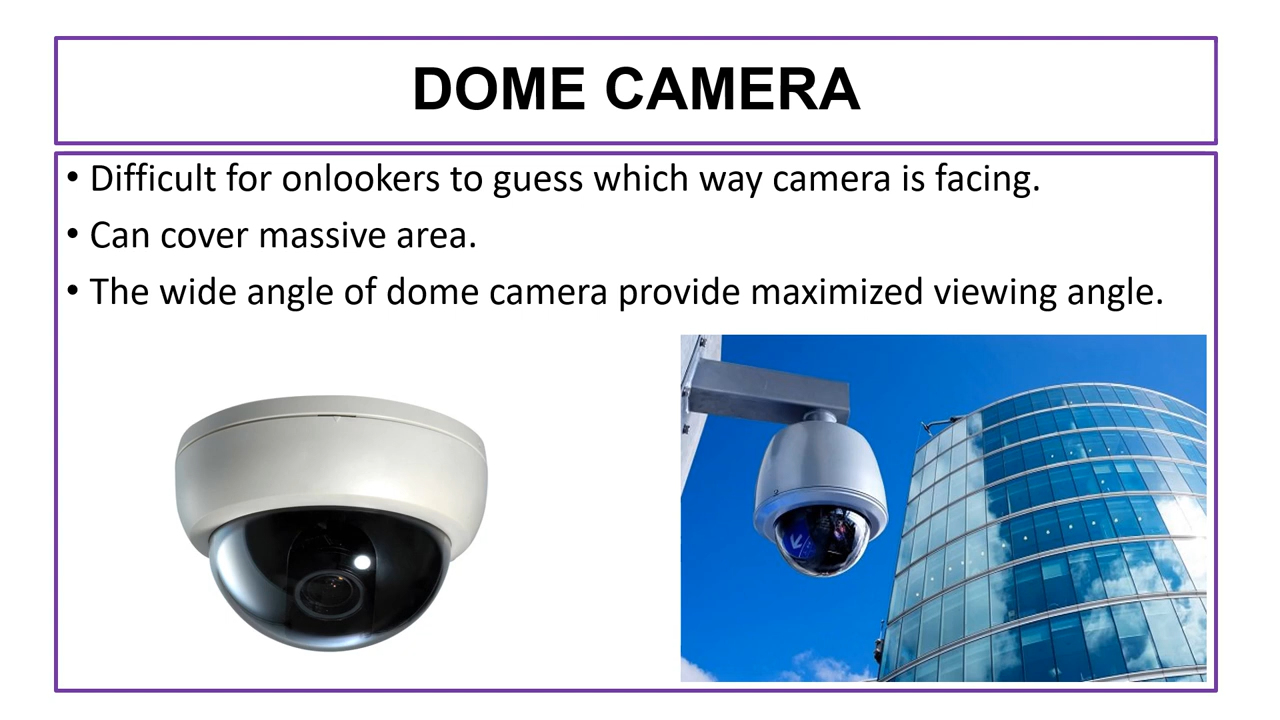 DOME CAMERA
• Difficult for onlookers to guess which way camera is facing.
• Can cover massive area.
• The wide angle of dome camera provide maximized viewing angle.